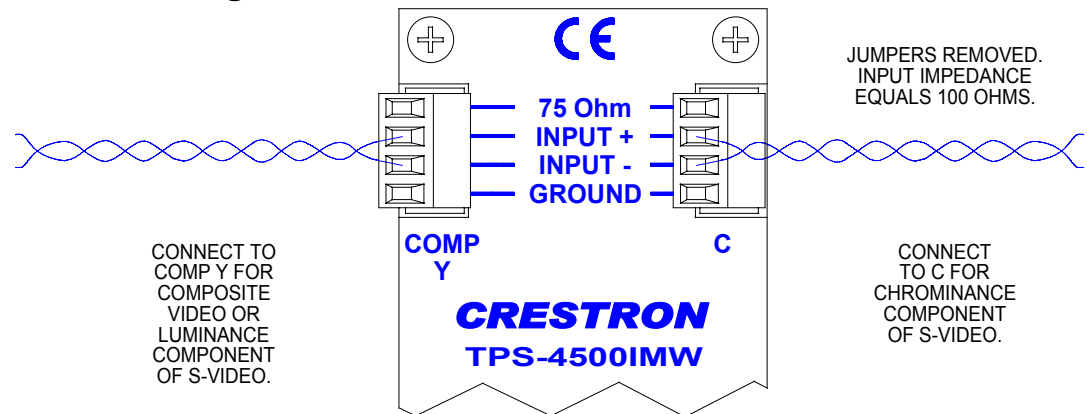 CE
JUMPERS REMOVED.
INPUT IMPEDANCE
EQUALS 100 OHMS.
75 Ohm
INPUT +
INPUT -
GROUND
COMP
Y
C
CONNECT TO
COMP Y FOR
COMPOSITE
VIDEO OR
LUMINANCE
COMPONENT
OF S-VIDEO.
CONNECT
TO C FOR
CHROMINANCE
COMPONENT
OF S-VIDEO.
CRESTRON
TPS-4500IMW